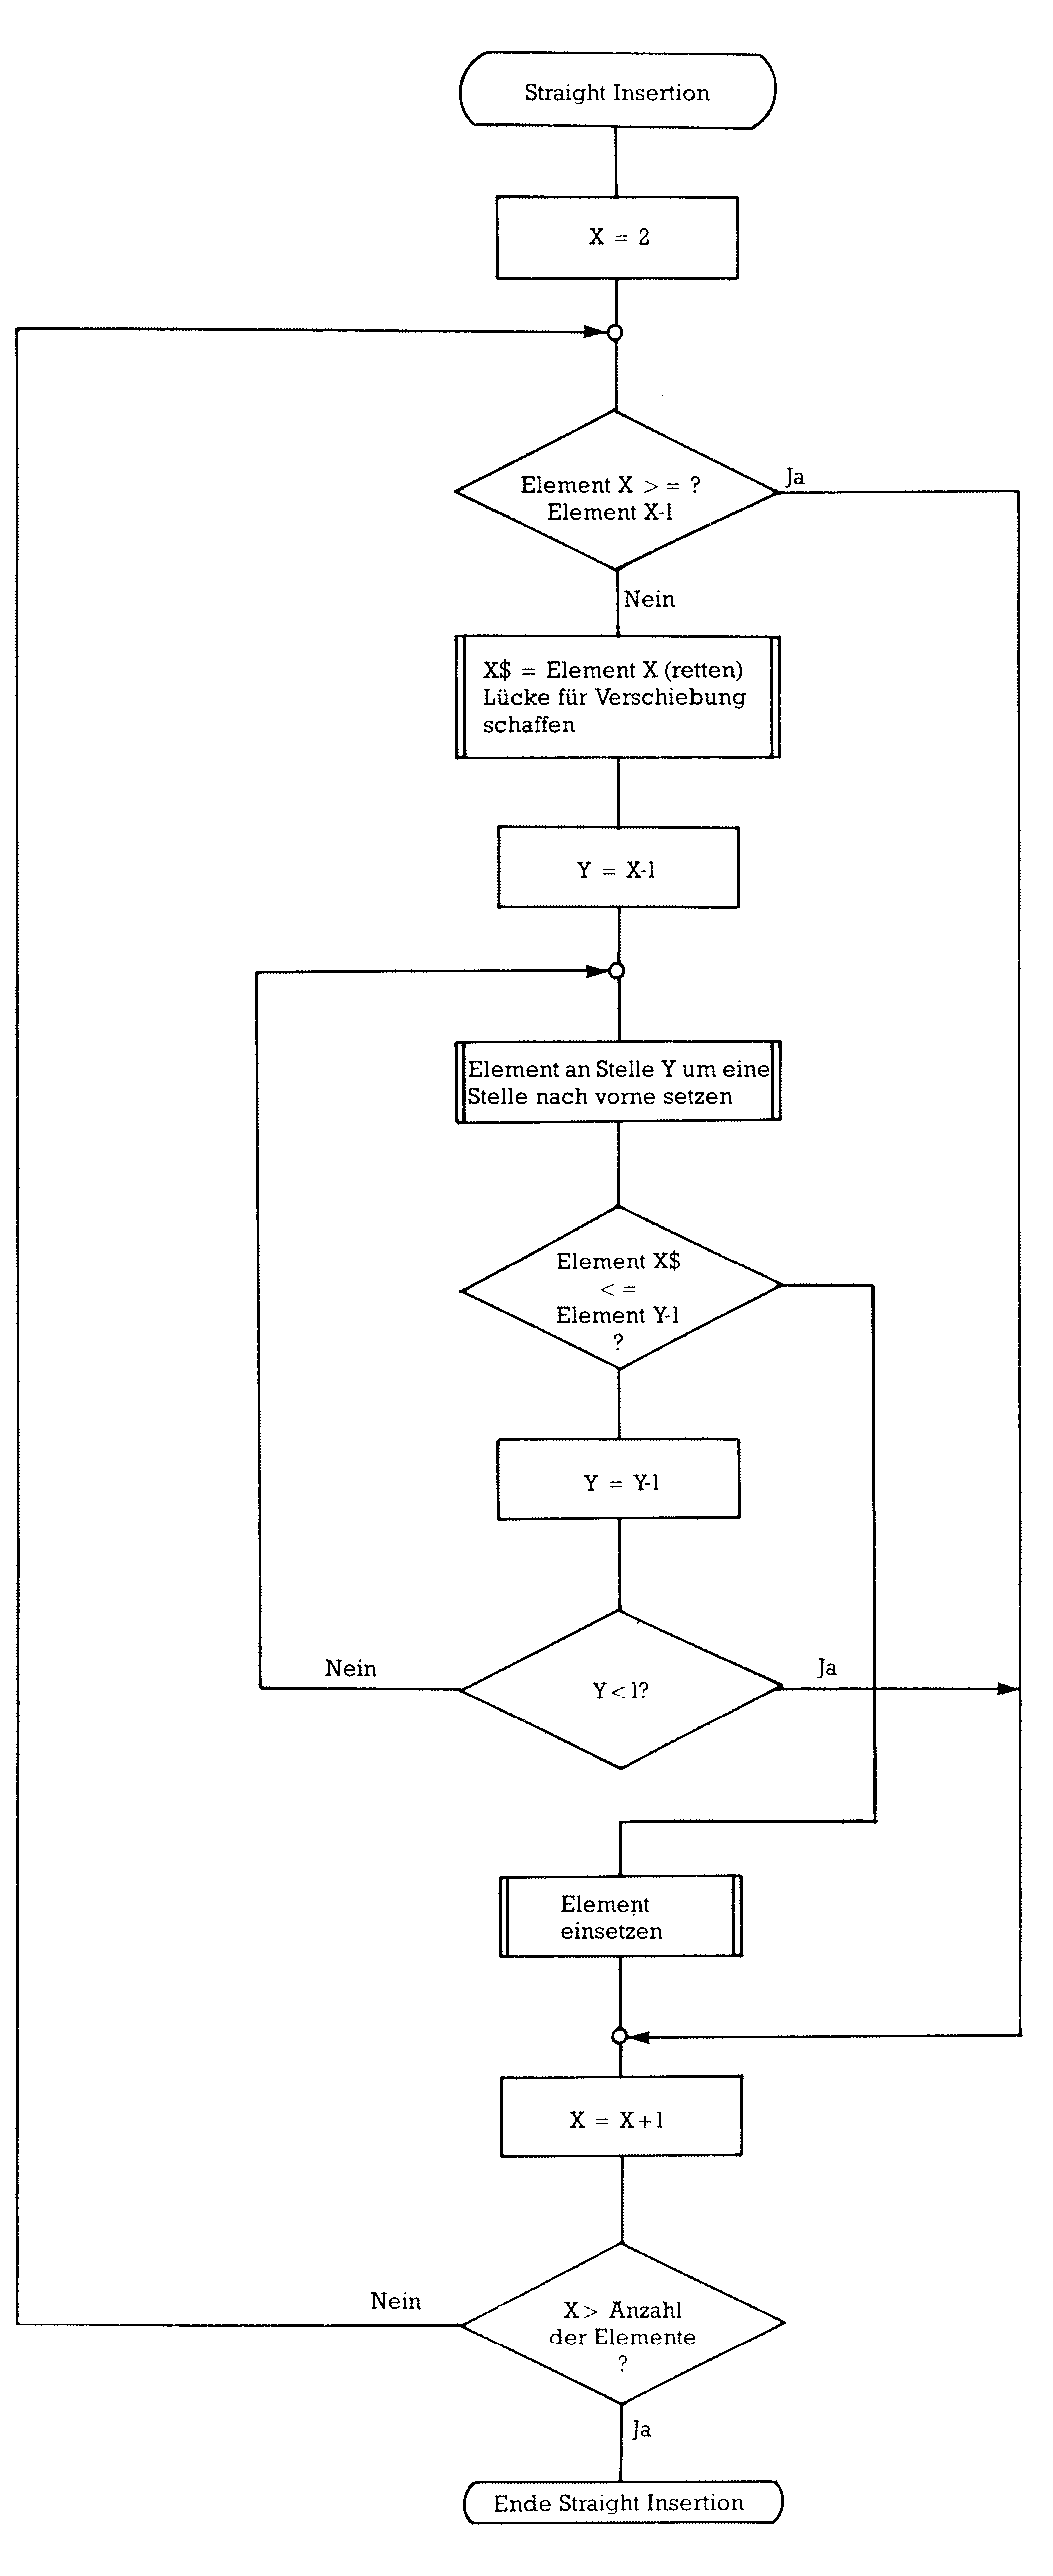 Straight Insertion
X = 2
Element X > = ?
Element X-1
Ja
Nein
X$ = Element X (retten)
Lücke für Verschiebung
schaffen
Y = X-1
Element an Stelle Y um eine
Stelle nach vorne setzen
Element X$
< =
Element Y-1
?
Y = Y-1
Nein
Y < 1?
Ja
Element
einsetzen
X = X+1
Nein
X > Anzahl
der Elemente
?
Ja
Ende Straight Insertion